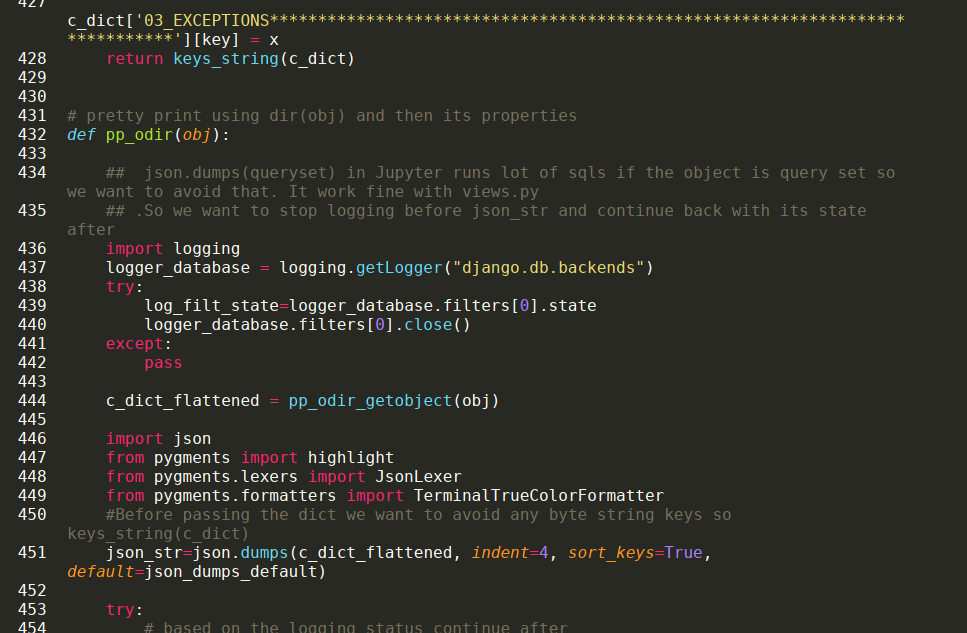 427
c_dict['03_EXCEPTIONS******************************************************************
***********'][key] = x
428 return keys_string(c_dict)
429
430
431 # pretty print using dir(obj) and then its properties
432 def pp_odir(obj):
433
434 ##  json.dumps(queryset) in Jupyter runs lot of sqls if the object is query set so
we want to avoid that. It work fine with views.py
435 ## .So we want to stop logging before json_str and continue back with its state
after
436 import logging
437 logger_database = logging.getLogger("django.db.backends")
438 try:
439 log_filt_state=logger_database.filters[0].state
440 logger_database.filters[0].close()
441 except:
442 pass
443
444 c_dict_flattened = pp_odir_getobject(obj)
445
446 import json
447 from pygments import highlight
448 from pygments.lexers import JsonLexer
449 from pygments.formatters import TerminalTrueColorFormatter
450 #Before passing the dict we want to avoid any byte string keys so
keys_string(c_dict)
451 json_str=json.dumps(c_dict_flattened, indent=4, sort_keys=True,
default=json_dumps_default)
452
453 try:
454 # based on the logging status continue after